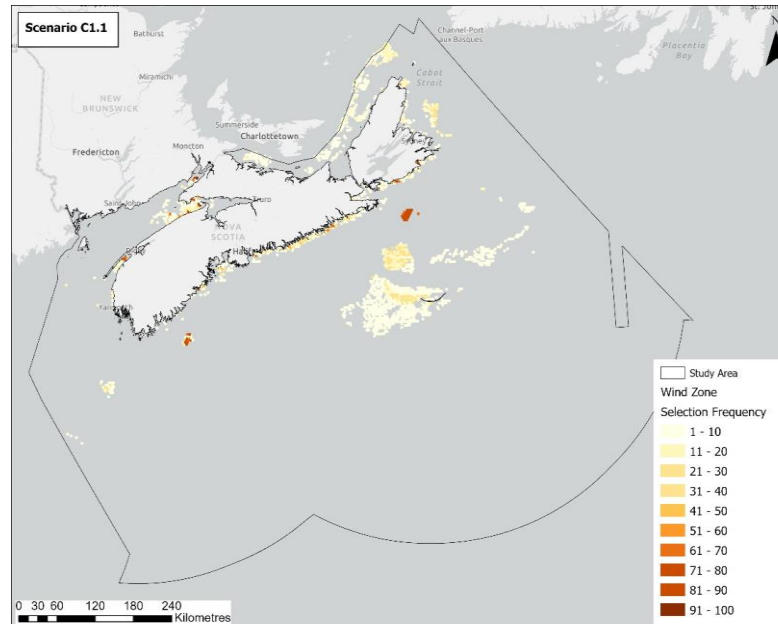 Scenario C1.1
Bathurst
Channel-Port
aux Basques
St. John
Placentia
Bay
Cabot
Strait
Miramichi
NEW
BRUNSWICK
Summerside
Charlottetown
Fredericton
Moncton
Sydney
Saint John
Truro
NOVA
SCOTIA
Study Area
Wind Zone
Selection Frequency
1 - 10
11 - 20
21 - 30
31 - 40
41 - 50
51 - 60
61 - 70
71 - 80
81 - 90
91 - 100
0 30 60 120 180 240
Kilometres